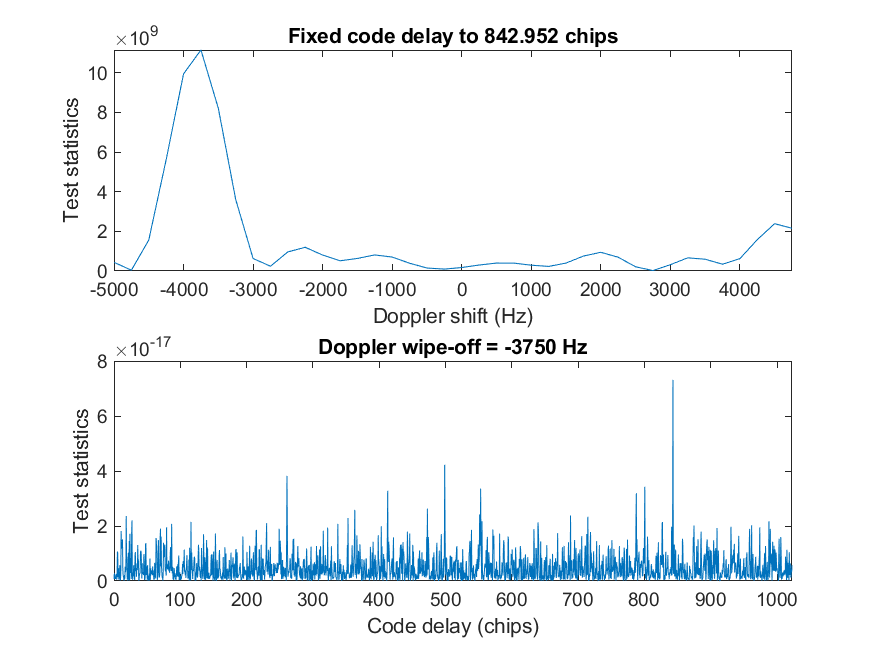 ×10⁹
Fixed code delay to 842.952 chips
Test statistics
10
8
6
4
2
0
-5000 -4000 -3000 -2000 -1000 0 1000 2000 3000 4000
Doppler shift (Hz)
×10⁻¹⁷
Doppler wipe-off = -3750 Hz
Test statistics
8
6
4
2
0
0 100 200 300 400 500 600 700 800 900 1000
Code delay (chips)